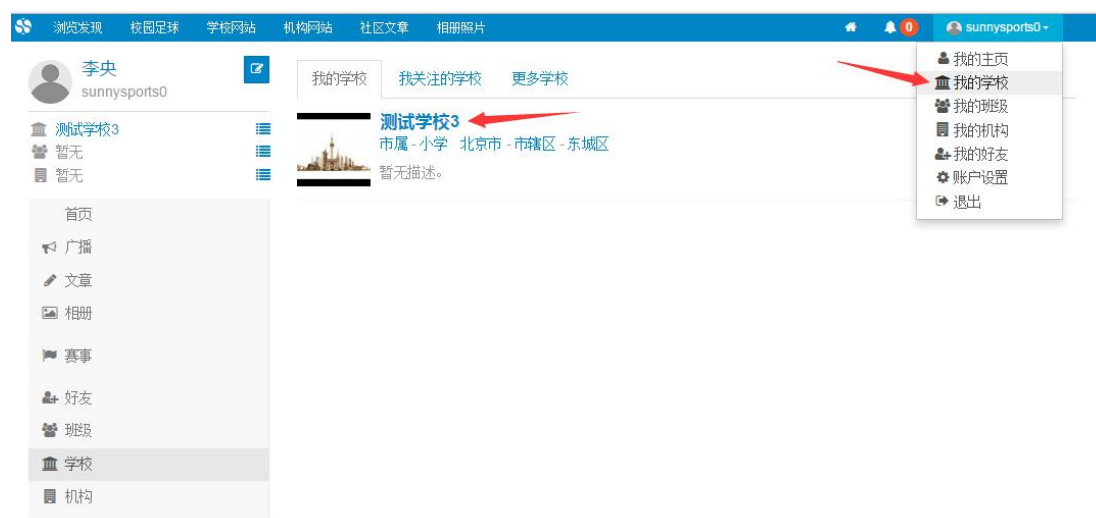 浏览发现 校园足球 学校网站 机构网站 社区文章 相册照片 0 sunnysports0
李央
sunnysports0
测试学校3
暂无
暂无
首页
广播
文章
相册
赛事
好友
班级
学校
机构
我的学校 我关注的学校 更多学校
测试学校3
市属 - 小学 北京市 - 市辖区 - 东城区
暂无描述。
我的主页
我的学校
我的班级
我的机构
我的好友
账户设置
退出